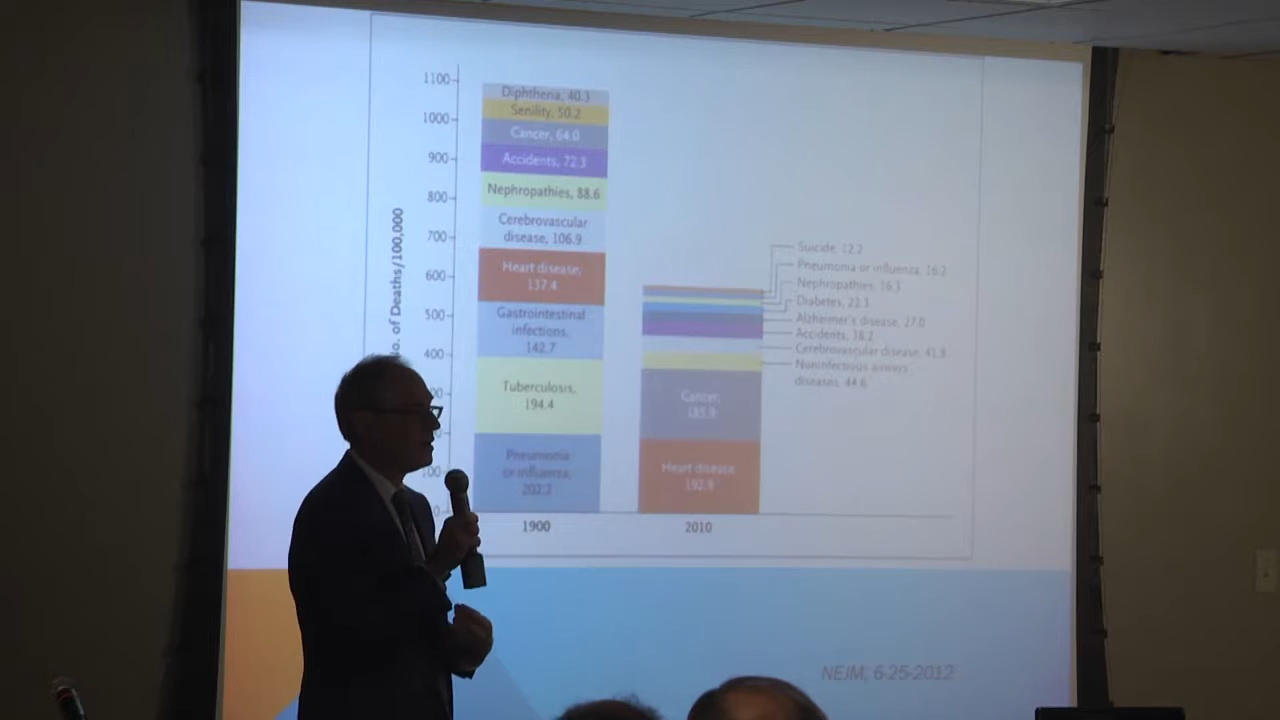 1100
1000
900
800
700
600
500
400
100
0
o. of Deaths/100,000
Diphtheria, 40.3
Senility, 50.2
Cancer, 64.0
Accidents, 72.3
Nephropathies, 88.6
Cerebrovascular
disease, 106.9
Heart disease,
137.4
Gastrointestinal
infections,
142.7
Tuberculosis,
194.4
Pneumonia
or influenza,
202.2
1900
Suicide, 12.2
Pneumonia or influenza, 16.2
Nephropathies, 16.3
Diabetes, 22.3
Alzheimer's disease, 27.0
Accidents, 38.2
Cerebrovascular disease, 41.8
Noninfectious airways
diseases, 44.6
Cancer,
185.9
Heart disease,
192.9
2010
NEJM, 6-25-2012